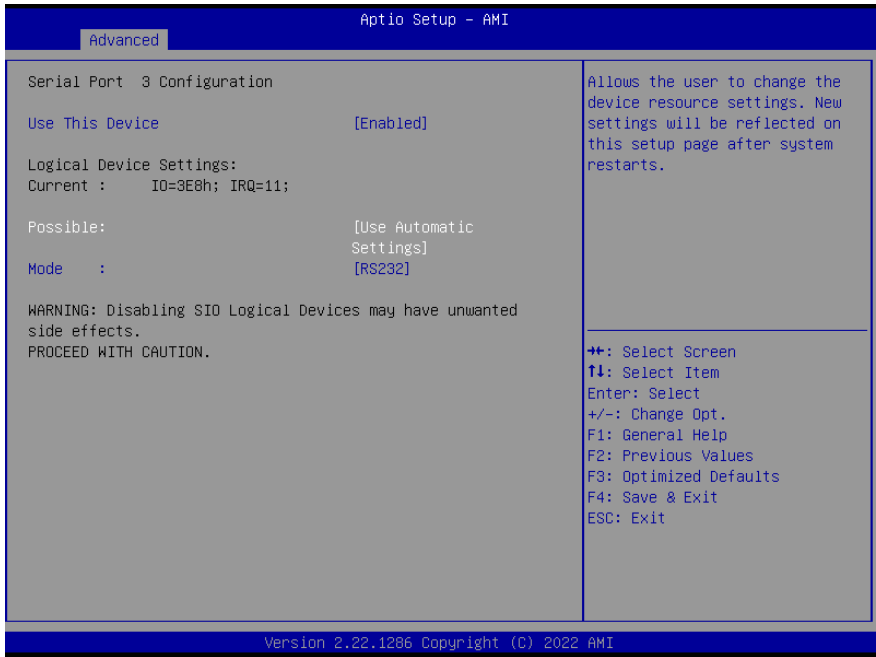 Aptio Setup – AMI
Advanced
Serial Port 3 Configuration
Use This Device [Enabled]
Logical Device Settings:
Current : IO=3E8h; IRQ=11;
Possible: [Use Automatic
Settings]
Mode : [RS232]
WARNING: Disabling SIO Logical Devices may have unwanted
side effects.
PROCEED WITH CAUTION.
Allows the user to change the
device resource settings. New
settings will be reflected on
this setup page after system
restarts.
→←: Select Screen
↑↓: Select Item
Enter: Select
+/-: Change Opt.
F1: General Help
F2: Previous Values
F3: Optimized Defaults
F4: Save & Exit
ESC: Exit
Version 2.22.1286 Copyright (C) 2022 AMI